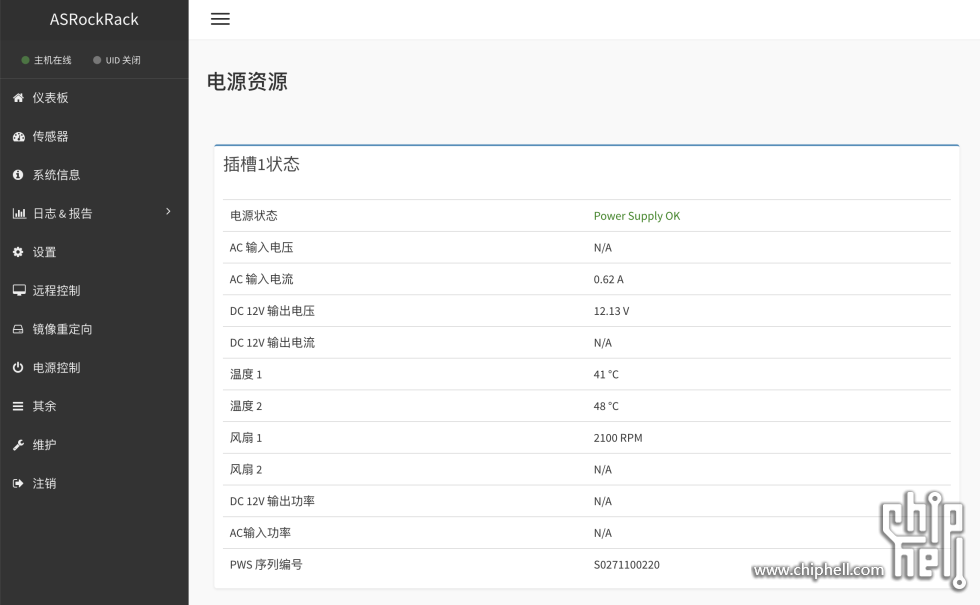 ASRockRack
主机在线 UID 关闭
仪表板
传感器
系统信息
日志 & 报告
设置
远程控制
镜像重定向
电源控制
其余
维护
注销
电源资源
插槽1状态
电源状态 Power Supply OK
AC 输入电压 N/A
AC 输入电流 0.62 A
DC 12V 输出电压 12.13 V
DC 12V 输出电流 N/A
温度 1 41 °C
温度 2 48 °C
风扇 1 2100 RPM
风扇 2 N/A
DC 12V 输出功率 N/A
AC输入功率 N/A
PWS 序列编号 S0271100220
www.chiphell.com
chip
hell